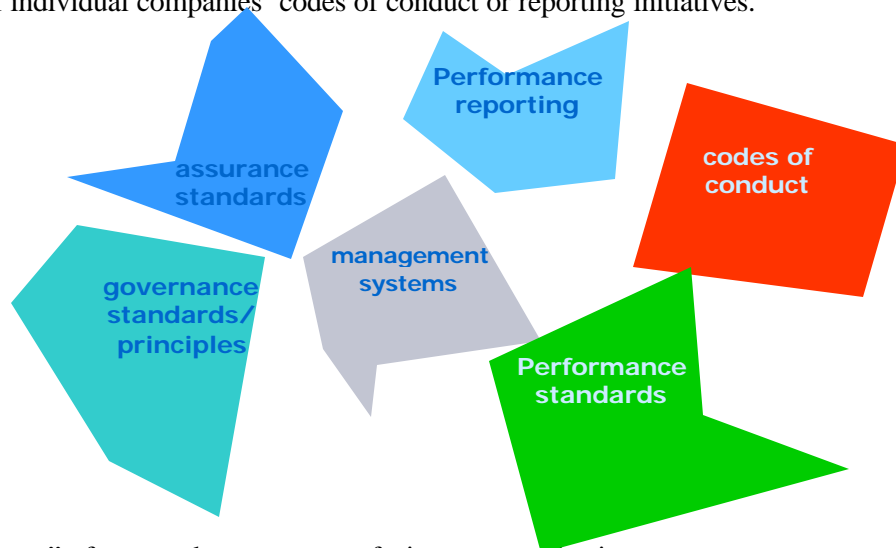 individual companies' codes of conduct or reporting initiatives.
Performance
reporting
codes of
conduct
assurance
standards
management
systems
governance
standards/
principles
Performance
standards